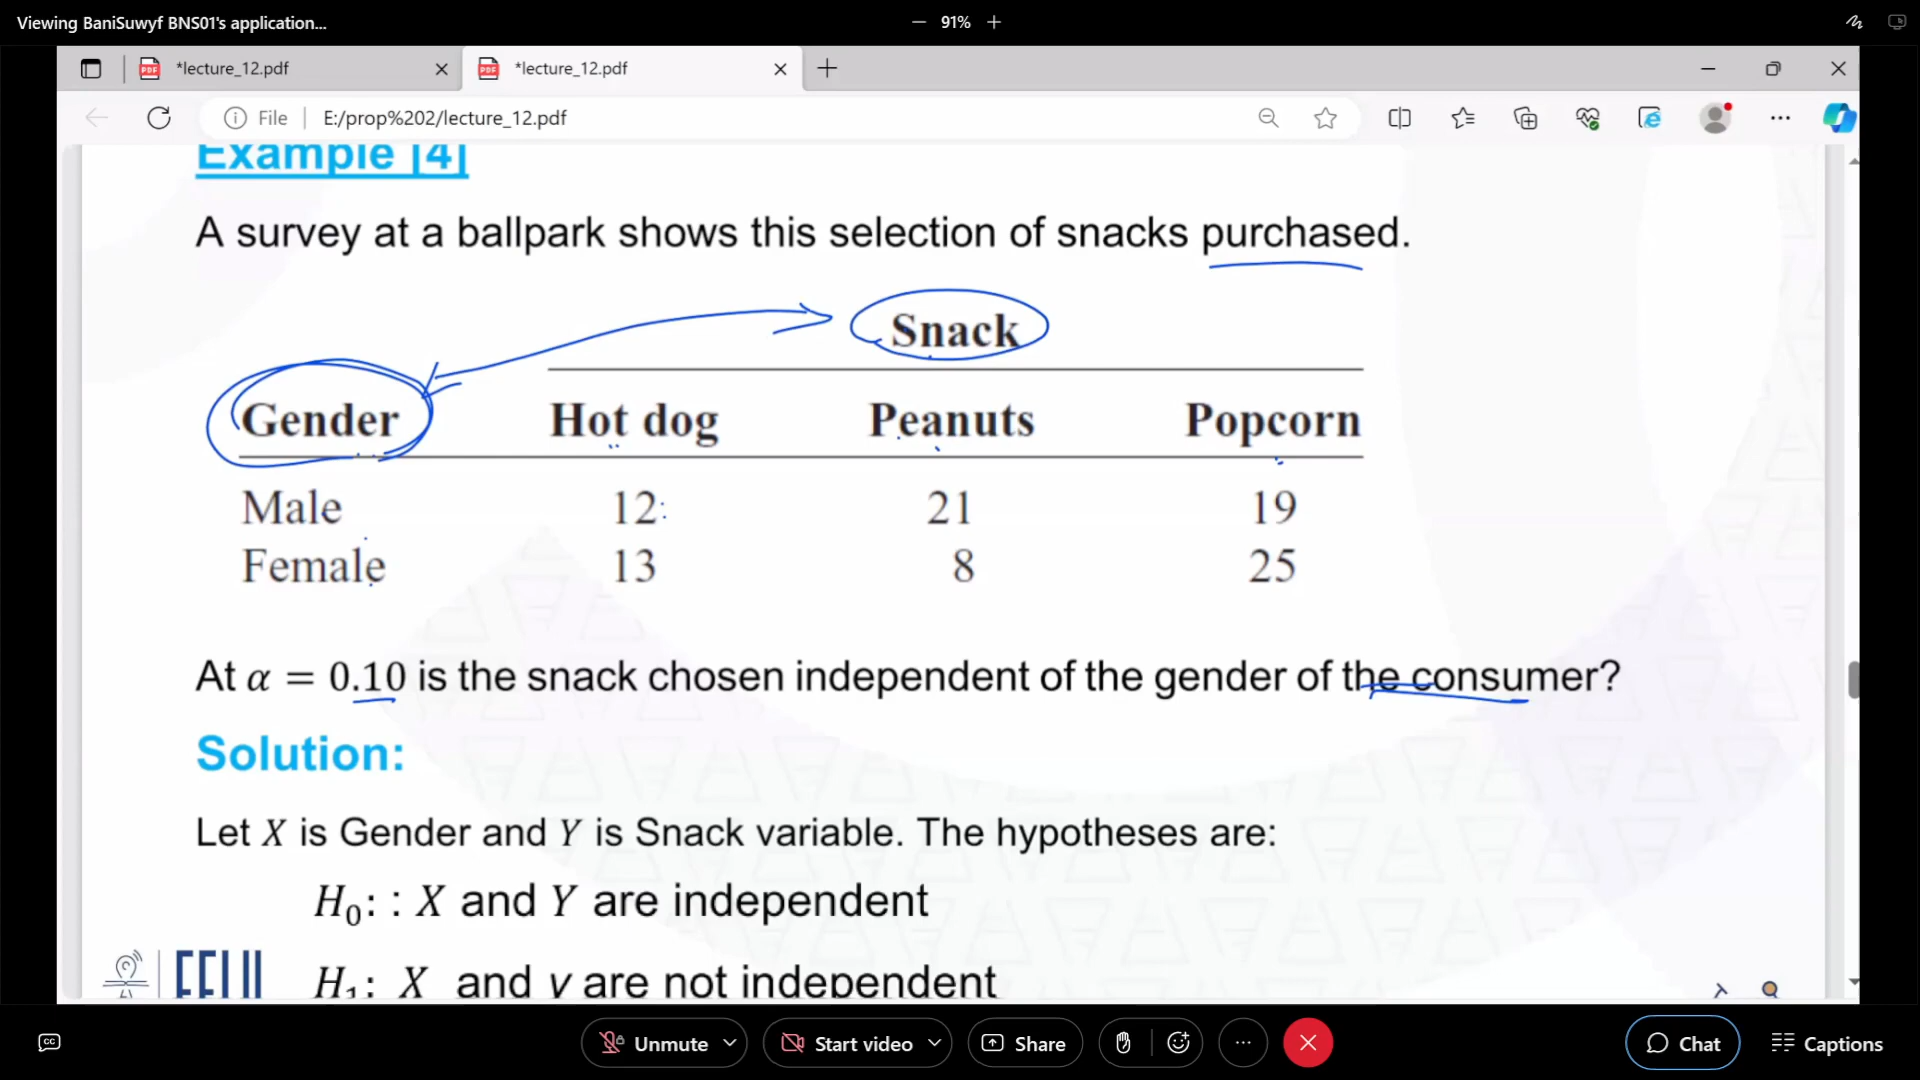 Viewing BaniSuwyf BNS01's application...
91%
*lecture_12.pdf
*lecture_12.pdf
File
E:/prop%202/lecture_12.pdf
Example [4]
A survey at a ballpark shows this selection of snacks purchased.
Snack
Gender Hot dog Peanuts Popcorn
Male 12 21 19
Female 13 8 25
At α = 0.10 is the snack chosen independent of the gender of the consumer?
Solution:
Let X is Gender and Y is Snack variable. The hypotheses are:
H₀: : X and Y are independent
H₁: X and y are not independent
Unmute
Start video
Share
Chat
Captions